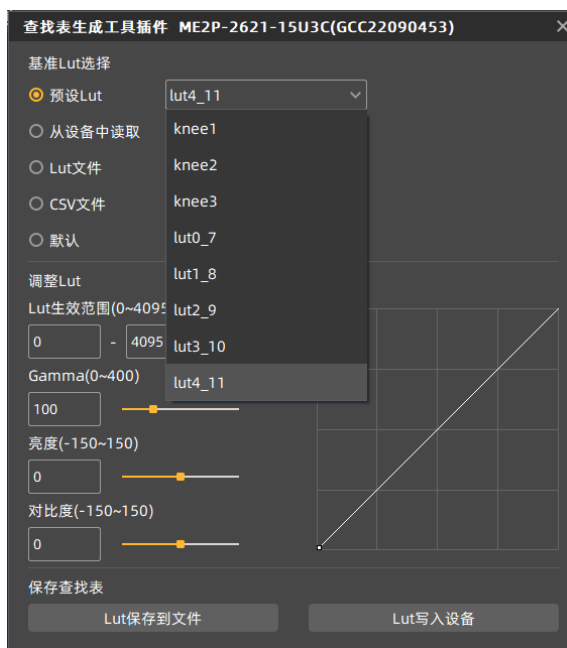 查找表生成工具插件 ME2P-2621-15U3C(GCC22090453)
基准Lut选择
预设Lut
lut4_11
从设备中读取
knee1
Lut文件
knee2
CSV文件
knee3
默认
lut0_7
lut1_8
lut2_9
lut3_10
lut4_11
调整Lut
Lut生效范围(0~4095
0 - 4095
Gamma(0~400)
100
亮度(-150~150)
0
对比度(-150~150)
0
保存查找表
Lut保存到文件
Lut写入设备